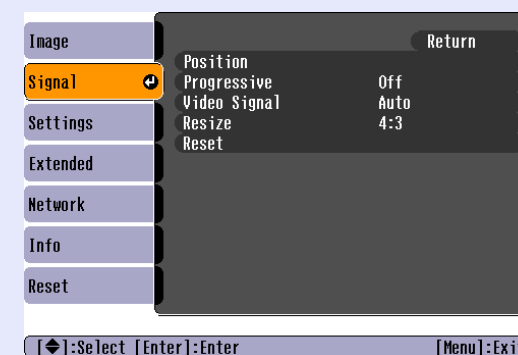 Image
Signal
Settings
Extended
Network
Info
Reset
Return
Position
Progressive Off
Video Signal Auto
Resize 4:3
Reset
[◆]:Select [Enter]:Enter [Menu]:Exi